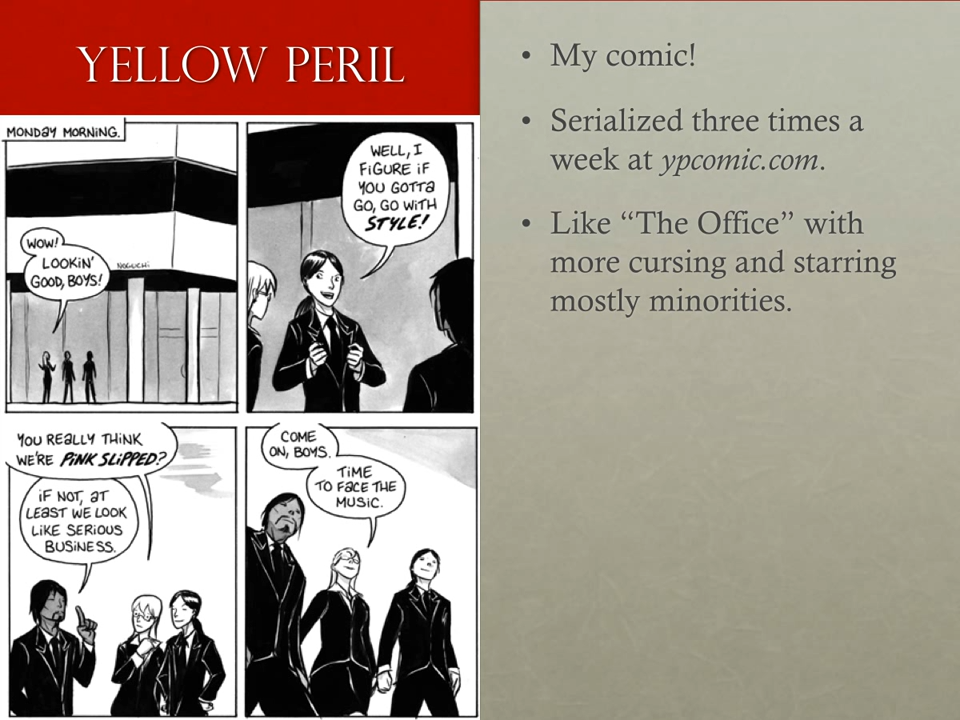 YELLOW PERIL
MONDAY MORNING.
WOW!
LOOKIN'
GOOD, BOYS!
NOGUCHI
WELL, I
FIGURE IF
YOU GOTTA
GO, GO WITH
STYLE!
YOU REALLY THINK
WE'RE PINK SLIPPED?
IF NOT, AT
LEAST WE LOOK
LIKE SERIOUS
BUSINESS.
COME
ON, BOYS.
TIME
TO FACE THE
MUSIC.
• My comic!
• Serialized three times a
week at ypcomic.com.
• Like “The Office” with
more cursing and starring
mostly minorities.